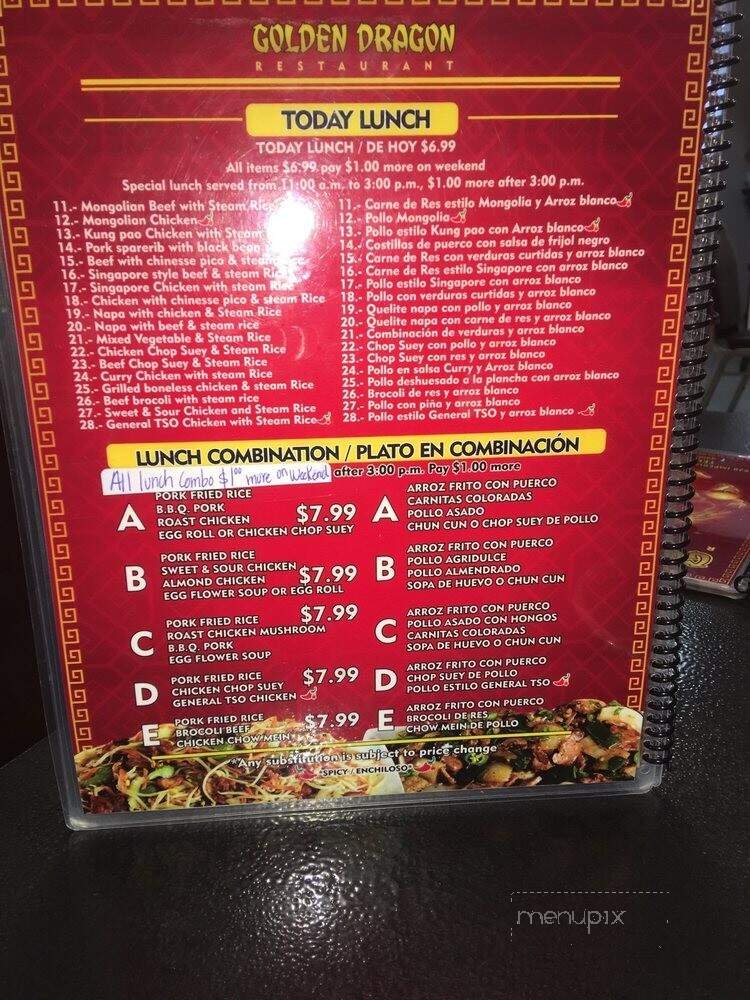 GOLDEN DRAGON
RESTAURANT
TODAY LUNCH
TODAY LUNCH / DE HOY $6.99
All items $6.99 pay $1.00 more on weekend
Special lunch served from 11:00 a.m. to 3:00 p.m., $1.00 more after 3:00 p.m.
11.- Mongolian Beef with Steam Rice
12.- Mongolian Chicken
13.- Kung pao Chicken with Steam
14.- Pork sparerib with black bean
15.- Beef with chinesse pico & steam Rice
16.- Singapore style beef & steam Rice
17.- Singapore Chicken with steam Rice
18.- Chicken with chinesse pico & steam Rice
19.- Napa with chicken & Steam Rice
20.- Napa with beef & steam rice
21.- Mixed Vegetable & Steam Rice
22.- Chicken Chop Suey & Steam Rice
23.- Beef Chop Suey & Steam Rice
24.- Curry Chicken with steam Rice
25.- Grilled boneless chicken & steam Rice
26.- Beef brocoli with steam rice
27.- Sweet & Sour Chicken and Steam Rice
28.- General TSO Chicken with Steam Rice
11.- Carne de Res estilo Mongolia y Arroz blanco
12.- Pollo Mongolia
13.- Pollo estilo Kung pao con Arroz blanco
14.- Costillas de puerco con salsa de frijol negro
15.- Carne de Res con verduras curtidas y arroz blanco
16.- Carne de Res estilo Singapore con arroz blanco
17.- Pollo estilo Singapore con arroz blanco
18.- Pollo con verduras curtidas y arroz blanco
19.- Quelite napa con pollo y arroz blanco
20.- Quelite napa con carne de res y arroz blanco
21.- Combinación de verduras y arroz blanco
22.- Chop Suey con pollo y arroz blanco
23.- Chop Suey con res y arroz blanco
24.- Pollo en salsa Curry y Arroz blanco
25.- Pollo deshuesado a la plancha con arroz blanco
26.- Brocoli de res y arroz blanco
27.- Pollo con piña y arroz blanco
28.- Pollo estilo General TSO y arroz blanco
LUNCH COMBINATION / PLATO EN COMBINACIÓN
All lunch Combo $1.00 more on Weekend after 3:00 p.m. Pay $1.00 more
A
PORK FRIED RICE
B.B.Q. PORK
ROAST CHICKEN $7.99
EGG ROLL OR CHICKEN CHOP SUEY
A
ARROZ FRITO CON PUERCO
CARNITAS COLORADAS
POLLO ASADO
CHUN CUN O CHOP SUEY DE POLLO
B
PORK FRIED RICE
SWEET & SOUR CHICKEN
ALMOND CHICKEN $7.99
EGG FLOWER SOUP OR EGG ROLL
B
ARROZ FRITO CON PUERCO
POLLO AGRIDULCE
POLLO ALMENDRADO
SOPA DE HUEVO O CHUN CUN
C
PORK FRIED RICE $7.99
ROAST CHICKEN MUSHROOM
B.B.Q. PORK
EGG FLOWER SOUP
C
ARROZ FRITO CON PUERCO
POLLO ASADO CON HONGOS
CARNITAS COLORADAS
SOPA DE HUEVO O CHUN CUN
D
PORK FRIED RICE $7.99
CHICKEN CHOP SUEY
GENERAL TSO CHICKEN
D
ARROZ FRITO CON PUERCO
CHOP SUEY DE POLLO
POLLO ESTILO GENERAL TSO
E
PORK FRIED RICE $7.99
BROCOLI BEEF
CHICKEN CHOW MEIN
E
ARROZ FRITO CON PUERCO
BROCOLI DE RES
CHOW MEIN DE POLLO
*Any substitution is subject to price change
*SPICY / ENCHILOSO*
menupix